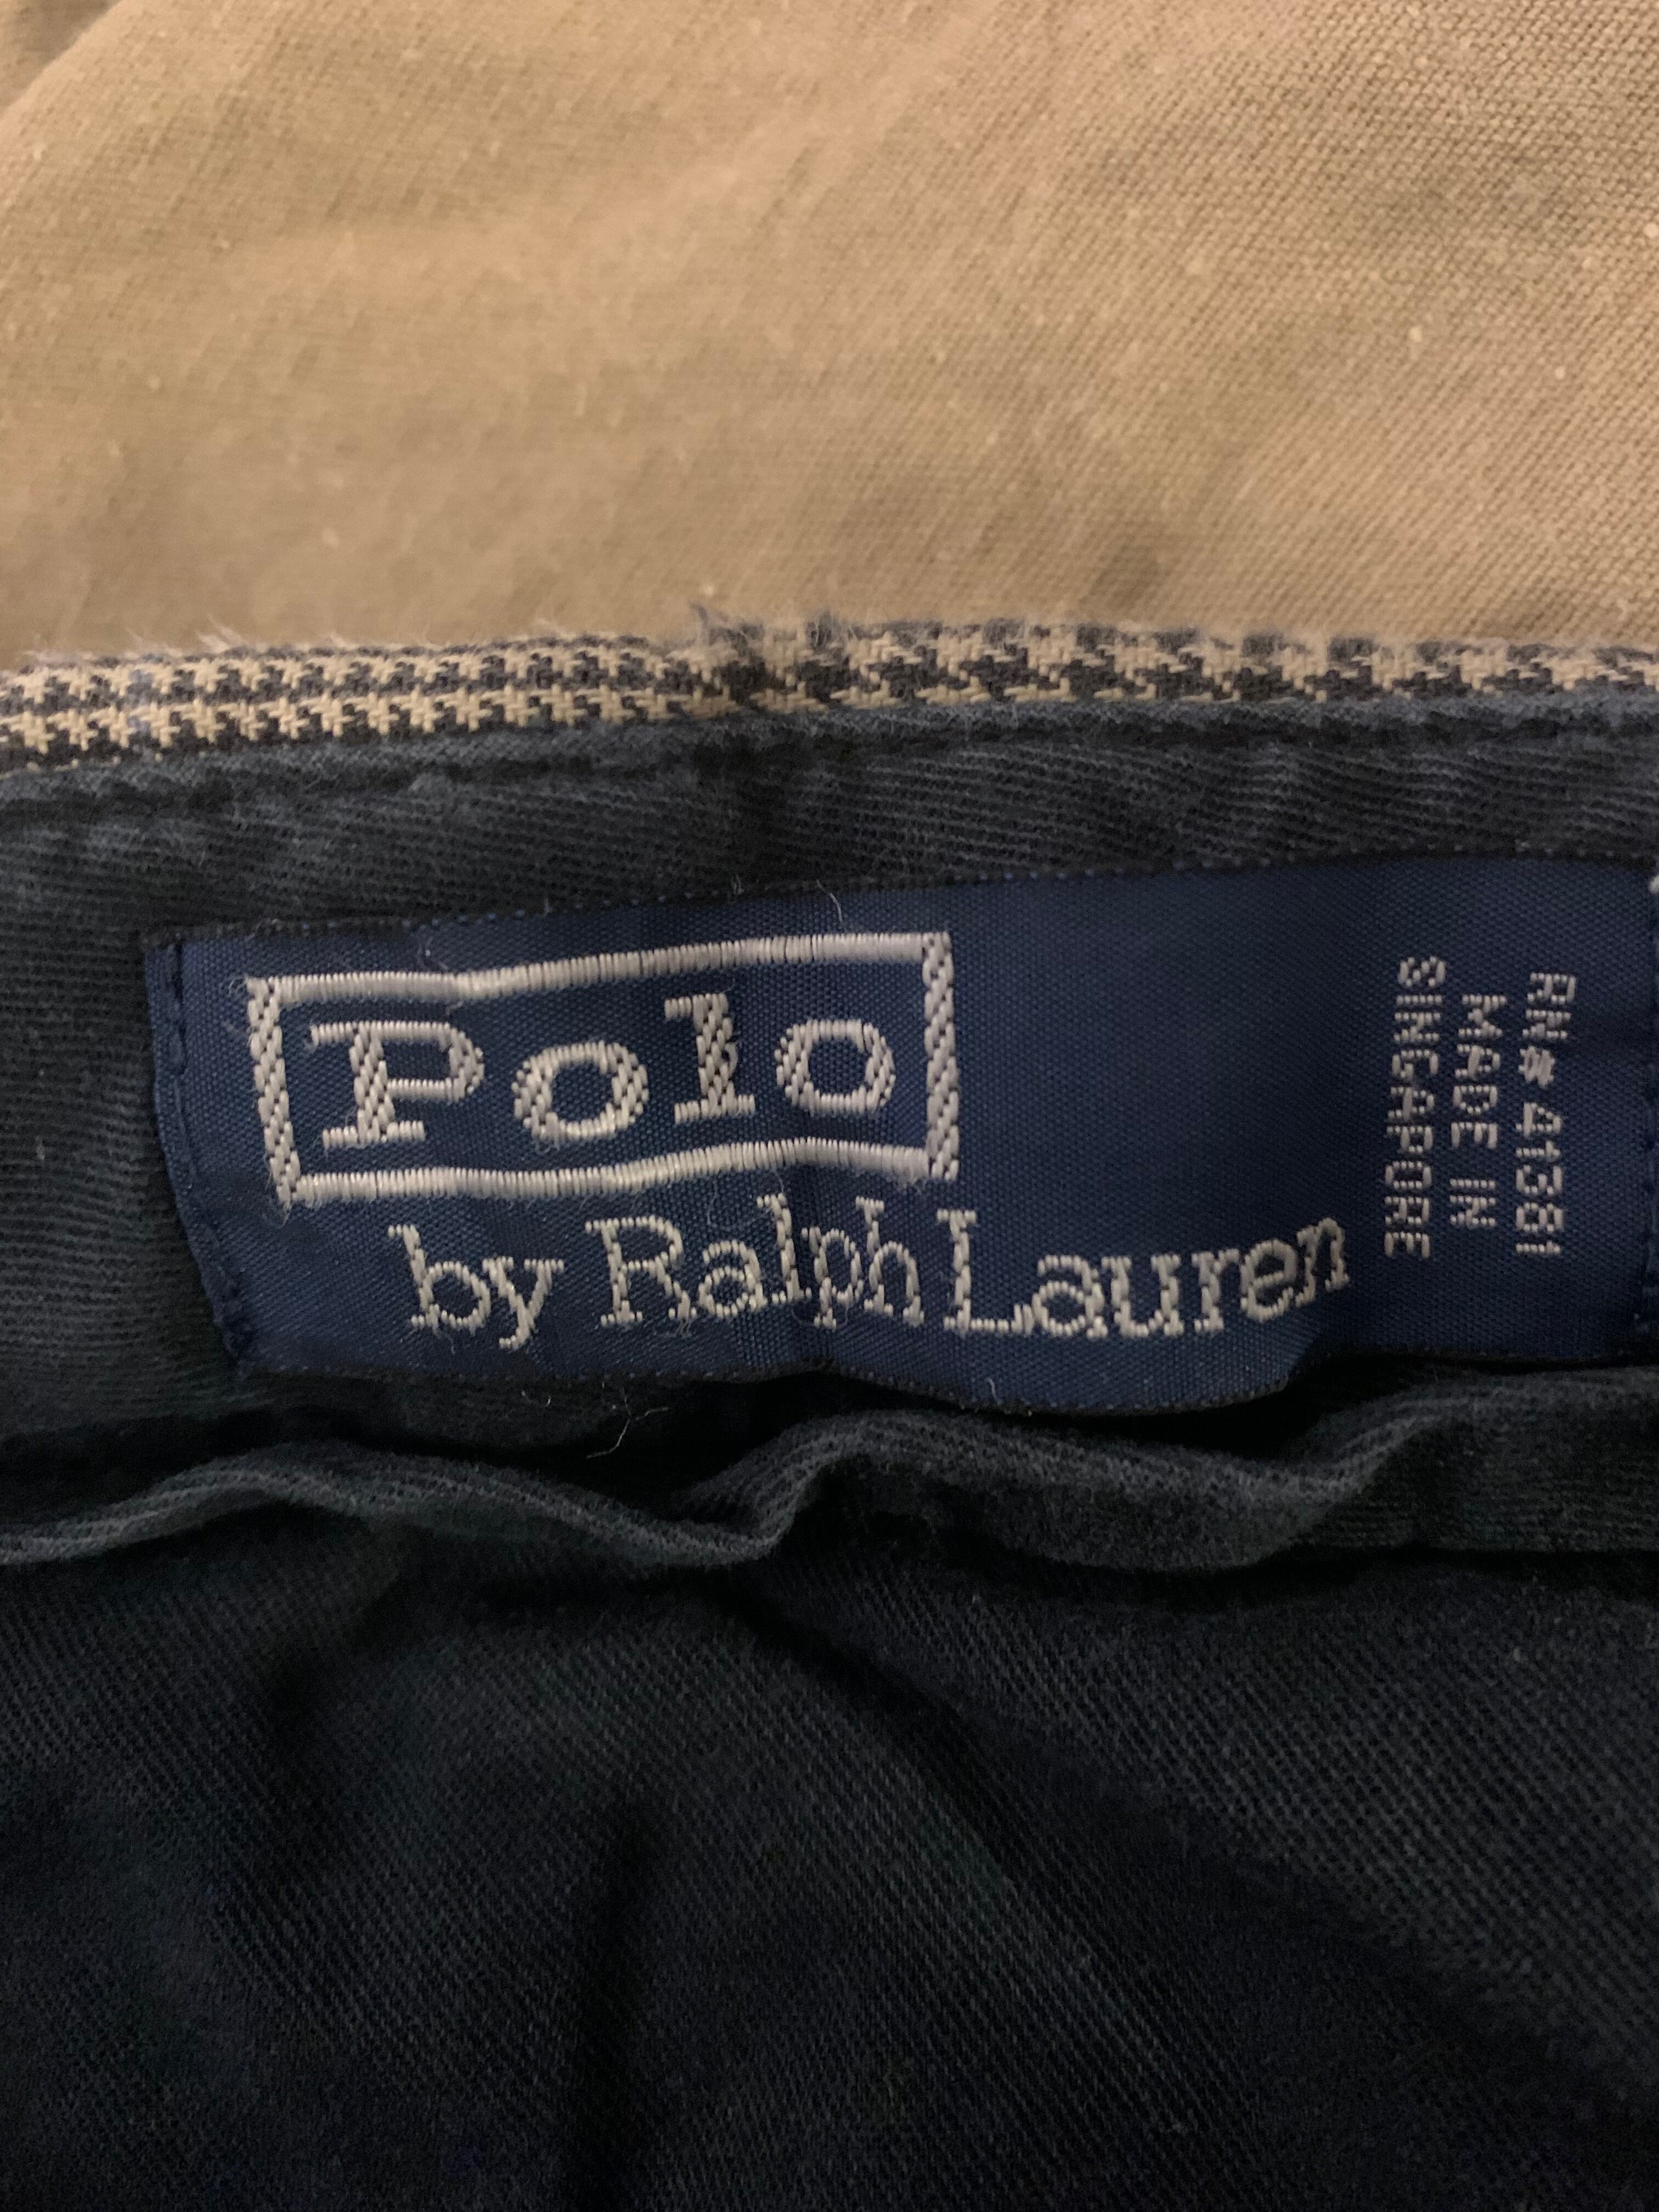 Polo
by Ralph Lauren
RN# 41381
MADE IN
SINGAPORE